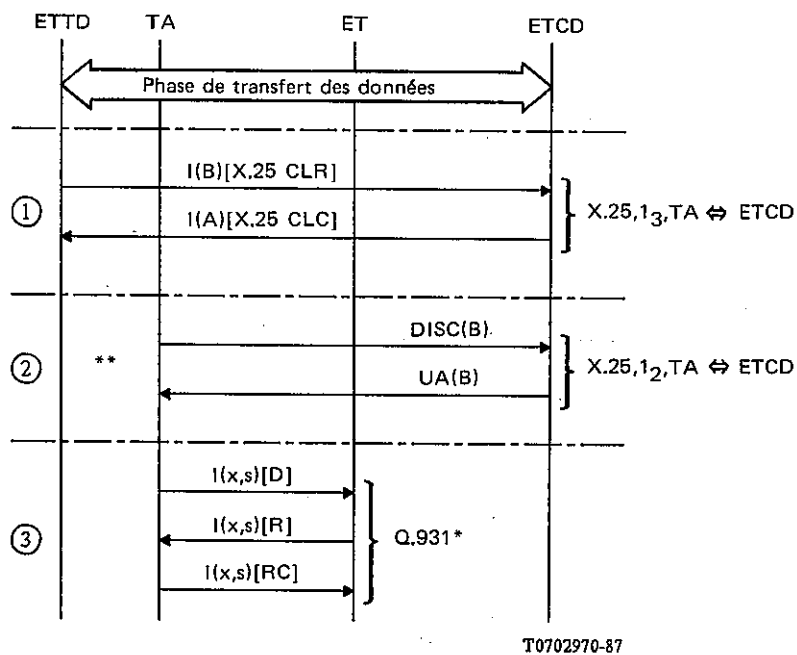 ETTD TA ET ETCD
Phase de transfert des données
I(B)[X.25 CLR]
① I(A)[X.25 CLC] X.25,1₃,TA ⇔ ETCD
DISC(B)
② ** UA(B) X.25,1₂,TA ⇔ ETCD
I(x,s)[D]
③ I(x,s)[R] Q.931*
I(x,s)[RC]
T0702970-87